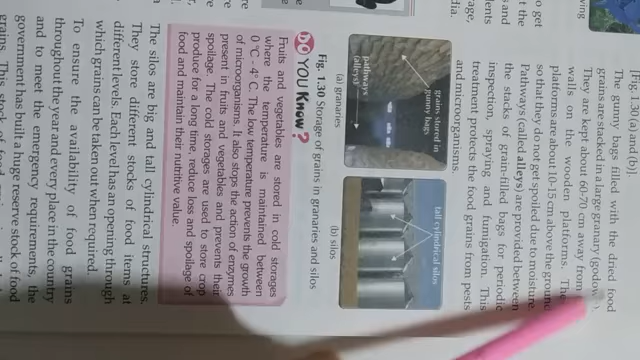 Fig. 1.30(a) and (b)].
The gunny bags filled with the dried food
grains are stacked in a large granary (godown).
They are kept about 60-70 cm away from
walls on the wooden platforms. The
platforms are about 10-15 cm above the ground
so that they do not get spoiled due to moisture.
Pathways (called alleys) are provided between
the stacks of grain-filled bags for periodic
inspection, spraying and fumigation. This
treatment protects the food grains from pests
and microorganisms.
grains stored in
gunny bags
pathways
(alleys)
tall cylindrical silos
(a) granaries
(b) silos
Fig. 1.30 Storage of grains in granaries and silos
DO YOU Know?
Fruits and vegetables are stored in cold storages
where the temperature is maintained between
0 °C - 4° C. The low temperature prevents the growth
of microorganisms. It also stops the action of enzymes
present in fruits and vegetables and prevents their
spoilage. The cold storages are used to store crop
produce for a long time, reduce loss and spoilage of
food and maintain their nutritive value.
The silos are big and tall cylindrical structures.
They store different stocks of food items at
different levels. Each level has an opening through
which grains can be taken out when required.
To ensure the availability of food grains
throughout the year and every place in the country
and to meet the emergency requirements, the
government has built a huge reserve stock of food
grains. This stock of food